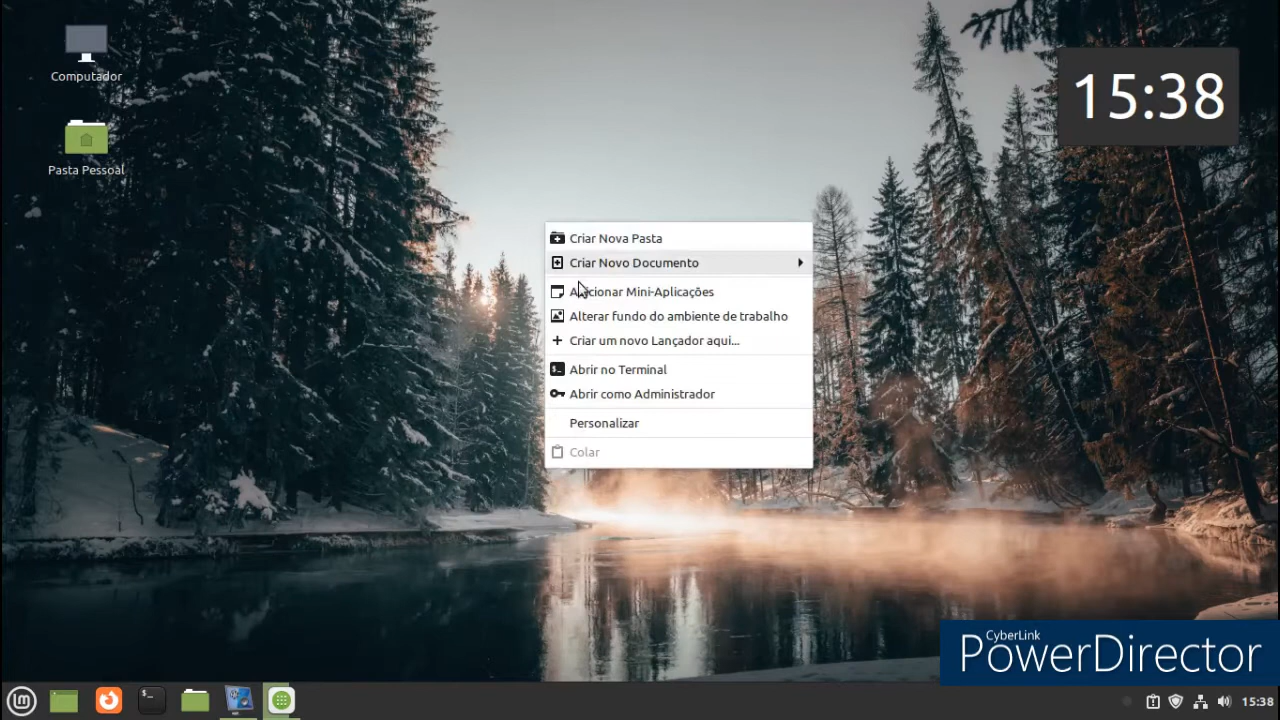 Computador
Pasta Pessoal
15:38
Criar Nova Pasta
Criar Novo Documento
Adicionar Mini-Aplicações
Alterar fundo do ambiente de trabalho
Criar um novo Lançador aqui...
Abrir no Terminal
Abrir como Administrador
Personalizar
Colar
CyberLink
PowerDirector
15:38